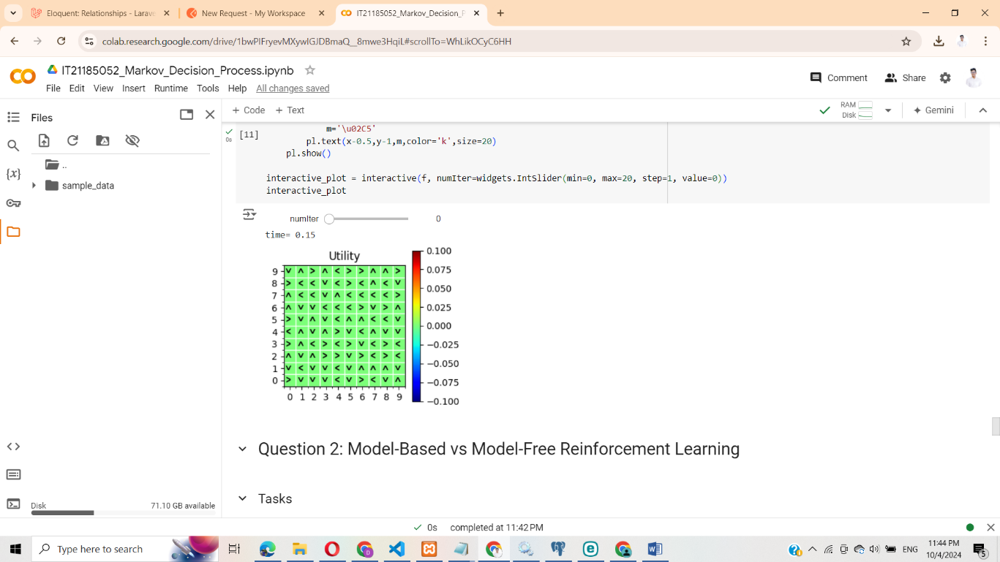 Eloquent: Relationships - Larave
New Request - My Workspace
IT21185052_Markov_Decision_P
colab.research.google.com/drive/1bwPIFryevMXywIGJDBmaQ__8mwe3HqiL#scrollTo=WhLikOCyC6HH
IT21185052_Markov_Decision_Process.ipynb
Comment
Share
File Edit View Insert Runtime Tools Help All changes saved
Files
+ Code + Text
RAM
Disk
Gemini
..
sample_data
Disk
71.10 GB available
0s
[11]
m='\u02C5'
pl.text(x-0.5,y-1,m,color='k',size=20)
pl.show()
interactive_plot = interactive(f, numIter=widgets.IntSlider(min=0, max=20, step=1, value=0))
interactive_plot
numIter 0
time= 0.15
Utility
9 v ʌ > ʌ < > > ʌ ʌ >
8 > < < v < > < ʌ < v
7 ʌ < < v ʌ < < < < >
6 ʌ v v < < < > v > ʌ
5 > v ʌ v < ʌ ʌ < < v
4 < ʌ v ʌ > v < ʌ v v
3 > ʌ < > < > v < > <
2 ʌ v ʌ > > v > < > <
1 v < v v < v ʌ ʌ ʌ v
0 > v v v < v > < v ʌ
0 1 2 3 4 5 6 7 8 9
0.100
0.075
0.050
0.025
0.000
−0.025
−0.050
−0.075
−0.100
Question 2: Model-Based vs Model-Free Reinforcement Learning
Tasks
0s completed at 11:42 PM
Type here to search
ENG
11:44 PM
10/4/2024
5